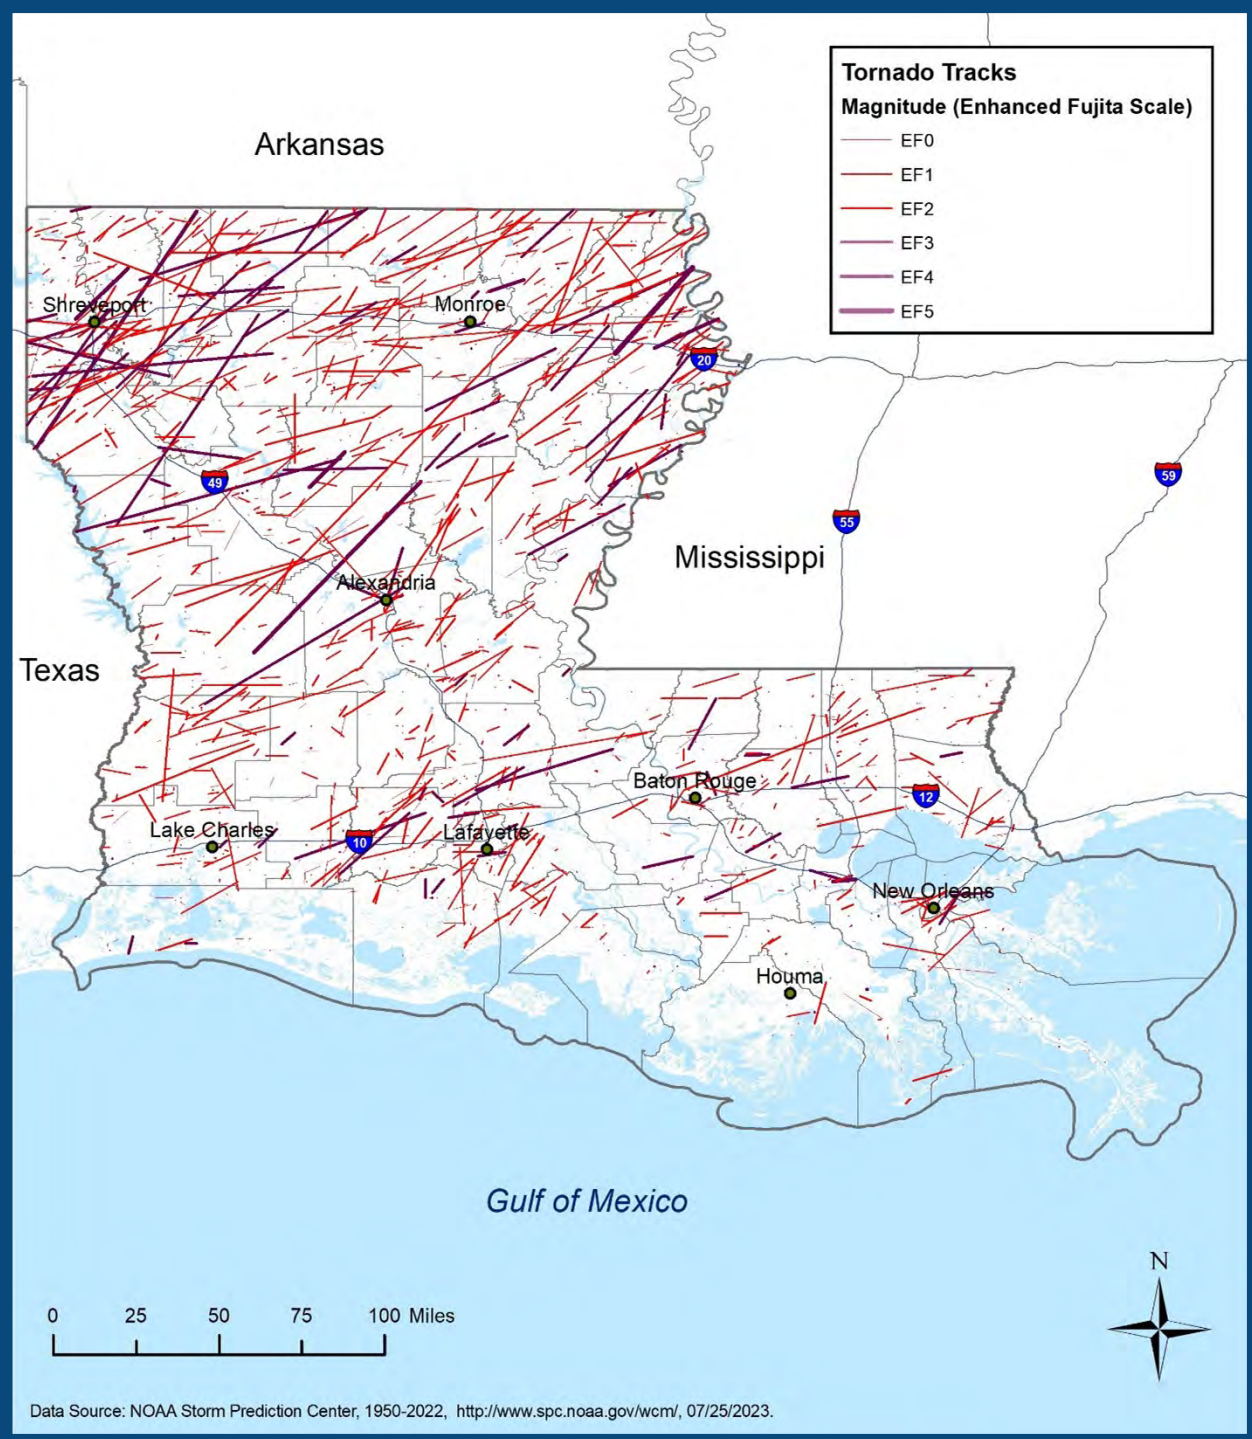 Tornado Tracks
Magnitude (Enhanced Fujita Scale)
EF0
EF1
EF2
EF3
EF4
EF5
Arkansas
Shreveport
Monroe
20
49
59
55
Mississippi
Alexandria
Texas
Baton Rouge
12
Lake Charles
10
Lafayette
New Orleans
Houma
Gulf of Mexico
N
0 25 50 75 100 Miles
Data Source: NOAA Storm Prediction Center, 1950-2022, http://www.spc.noaa.gov/wcm/, 07/25/2023.